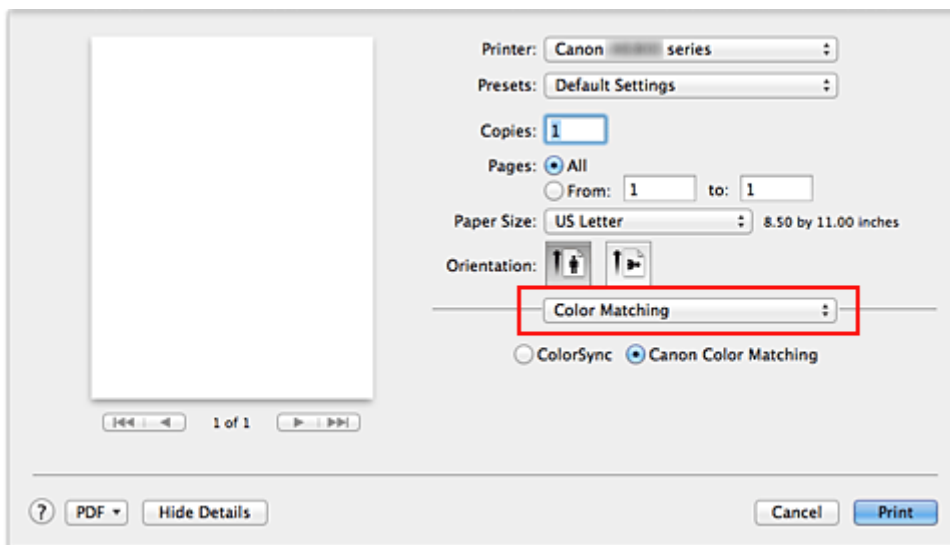 Printer: Canon series
Presets: Default Settings
Copies: 1
Pages: All
From: 1 to: 1
Paper Size: US Letter 8.50 by 11.00 inches
Orientation:
Color Matching
ColorSync Canon Color Matching
1 of 1
? PDF Hide Details Cancel Print